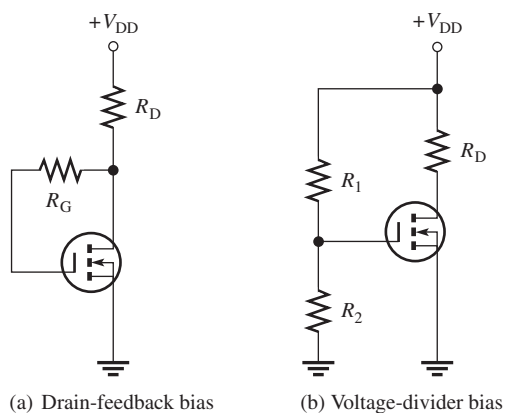 +V_DD
R_D
R_G
(a) Drain-feedback bias
+V_DD
R_1
R_D
R_2
(b) Voltage-divider bias